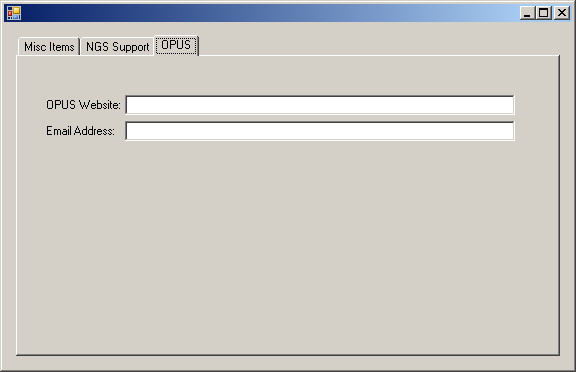 Misc Items NGS Support OPUS
OPUS Website:
Email Address: